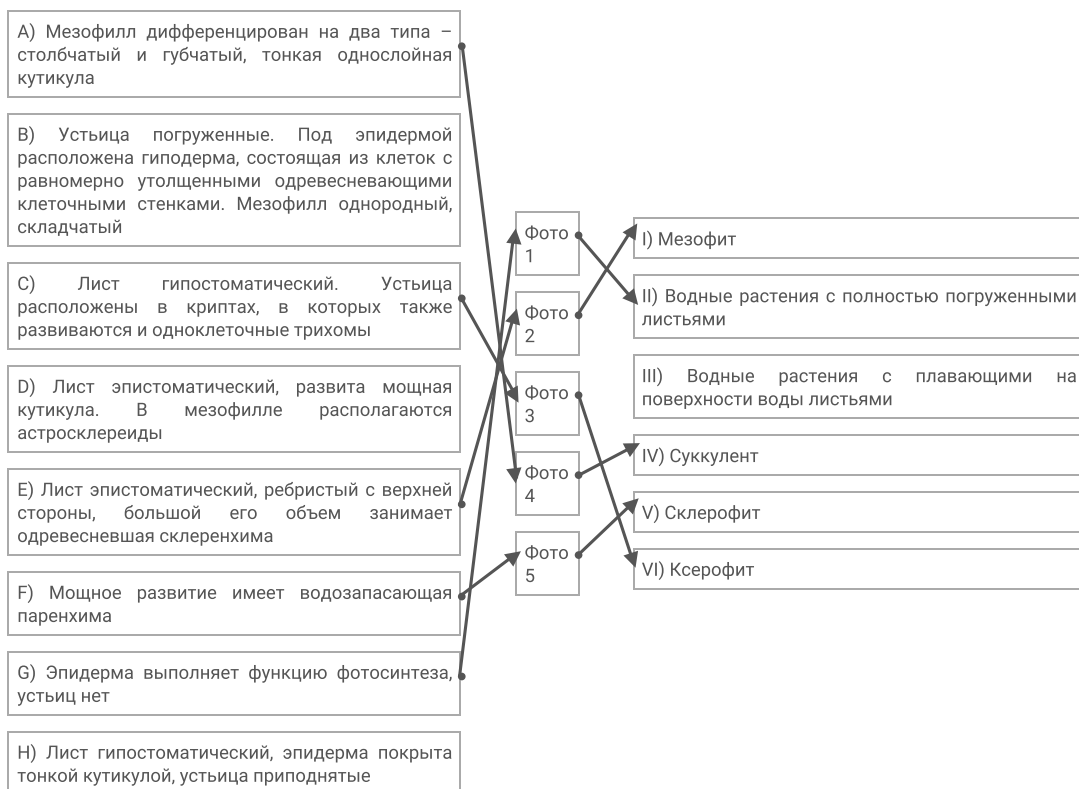 A) Мезофилл дифференцирован на два типа –
столбчатый и губчатый, тонкая однослойная
кутикула
B) Устьица погруженные. Под эпидермой
расположена гиподерма, состоящая из клеток с
равномерно утолщенными одревесневающими
клеточными стенками. Мезофилл однородный,
складчатый
C) Лист гипостоматический. Устьица
расположены в криптах, в которых также
развиваются и одноклеточные трихомы
D) Лист эпистоматический, развита мощная
кутикула. В мезофилле располагаются
астросклереиды
E) Лист эпистоматический, ребристый с верхней
стороны, большой его объем занимает
одревесневшая склеренхима
F) Мощное развитие имеет водозапасающая
паренхима
G) Эпидерма выполняет функцию фотосинтеза,
устьиц нет
H) Лист гипостоматический, эпидерма покрыта
тонкой кутикулой, устьица приподнятые
Фото
1
Фото
2
Фото
3
Фото
4
Фото
5
I) Мезофит
II) Водные растения с полностью погруженными
листьями
III) Водные растения с плавающими на
поверхности воды листьями
IV) Суккулент
V) Склерофит
VI) Ксерофит